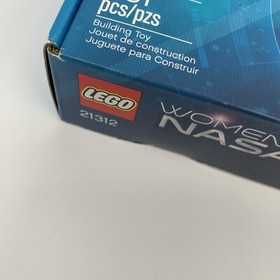 pcs/pzs
Building Toy
Jouet de construction
Juguete para Construir
LEGO
21312
WOMEN
NASA